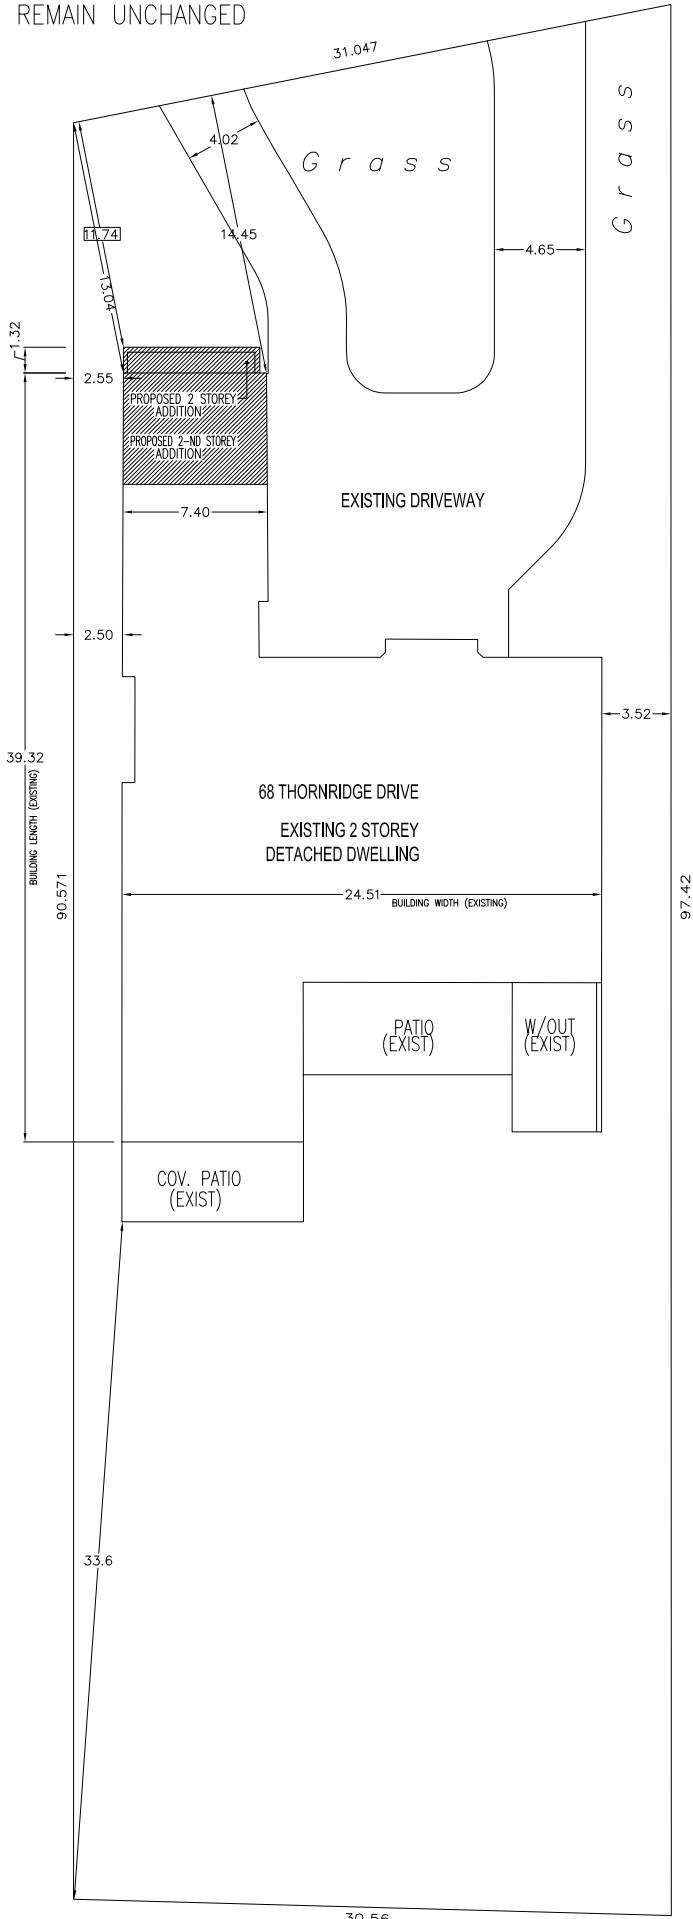 REMAIN UNCHANGED
31.047
4.02
Grass
Grass
11.74
14.45
4.65
13.04
1.32
2.55
PROPOSED 2 STOREY
ADDITION
PROPOSED 2-ND STOREY
ADDITION
7.40
EXISTING DRIVEWAY
2.50
3.52
39.32
BUILDING LENGTH (EXISTING)
68 THORNRIDGE DRIVE
EXISTING 2 STOREY
DETACHED DWELLING
90.571
24.51
BUILDING WIDTH (EXISTING)
97.42
PATIO
(EXIST)
W/OUT
(EXIST)
COV. PATIO
(EXIST)
33.6
30.56